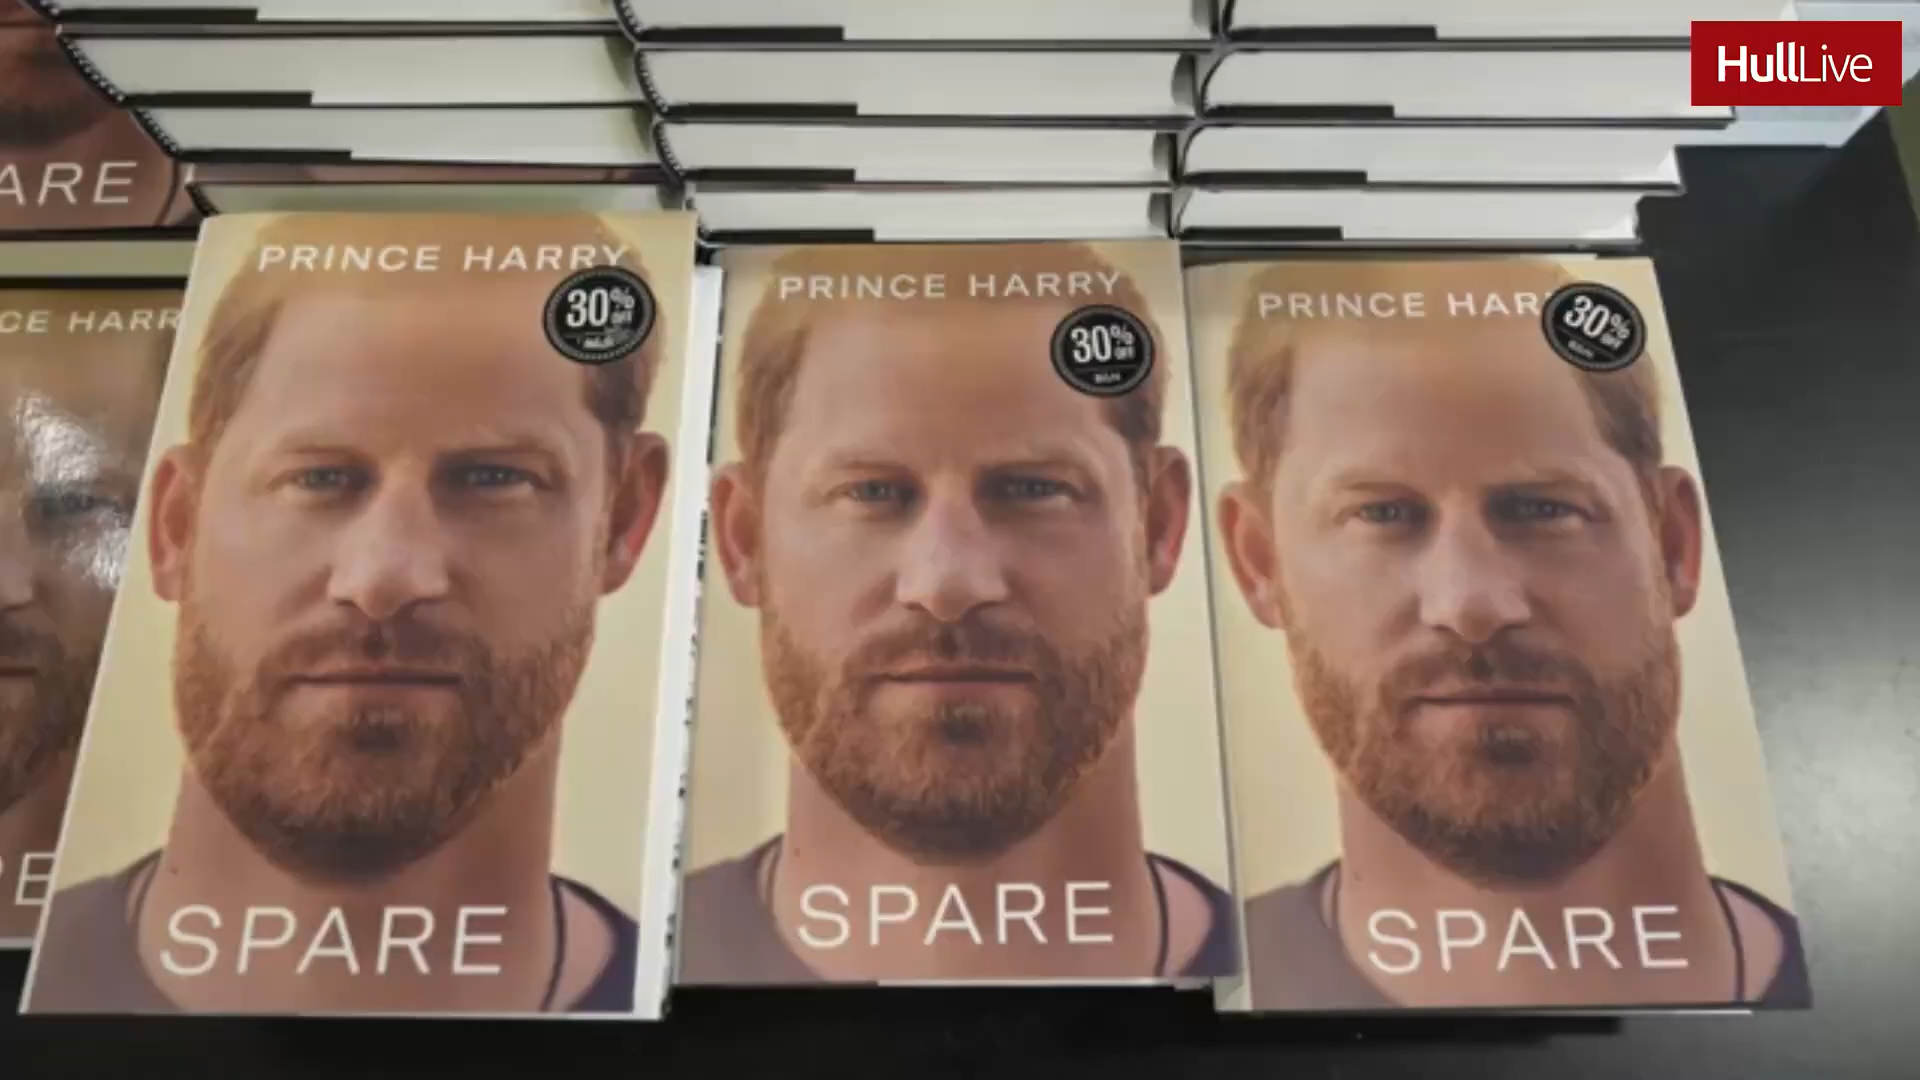 HullLive
ARE
PRINCE HARRY
30% OFF
PRINCE HARRY
30% OFF
B&N
PRINCE HAR
30% OFF
B&N
CE HARR
SPARE
SPARE
SPARE